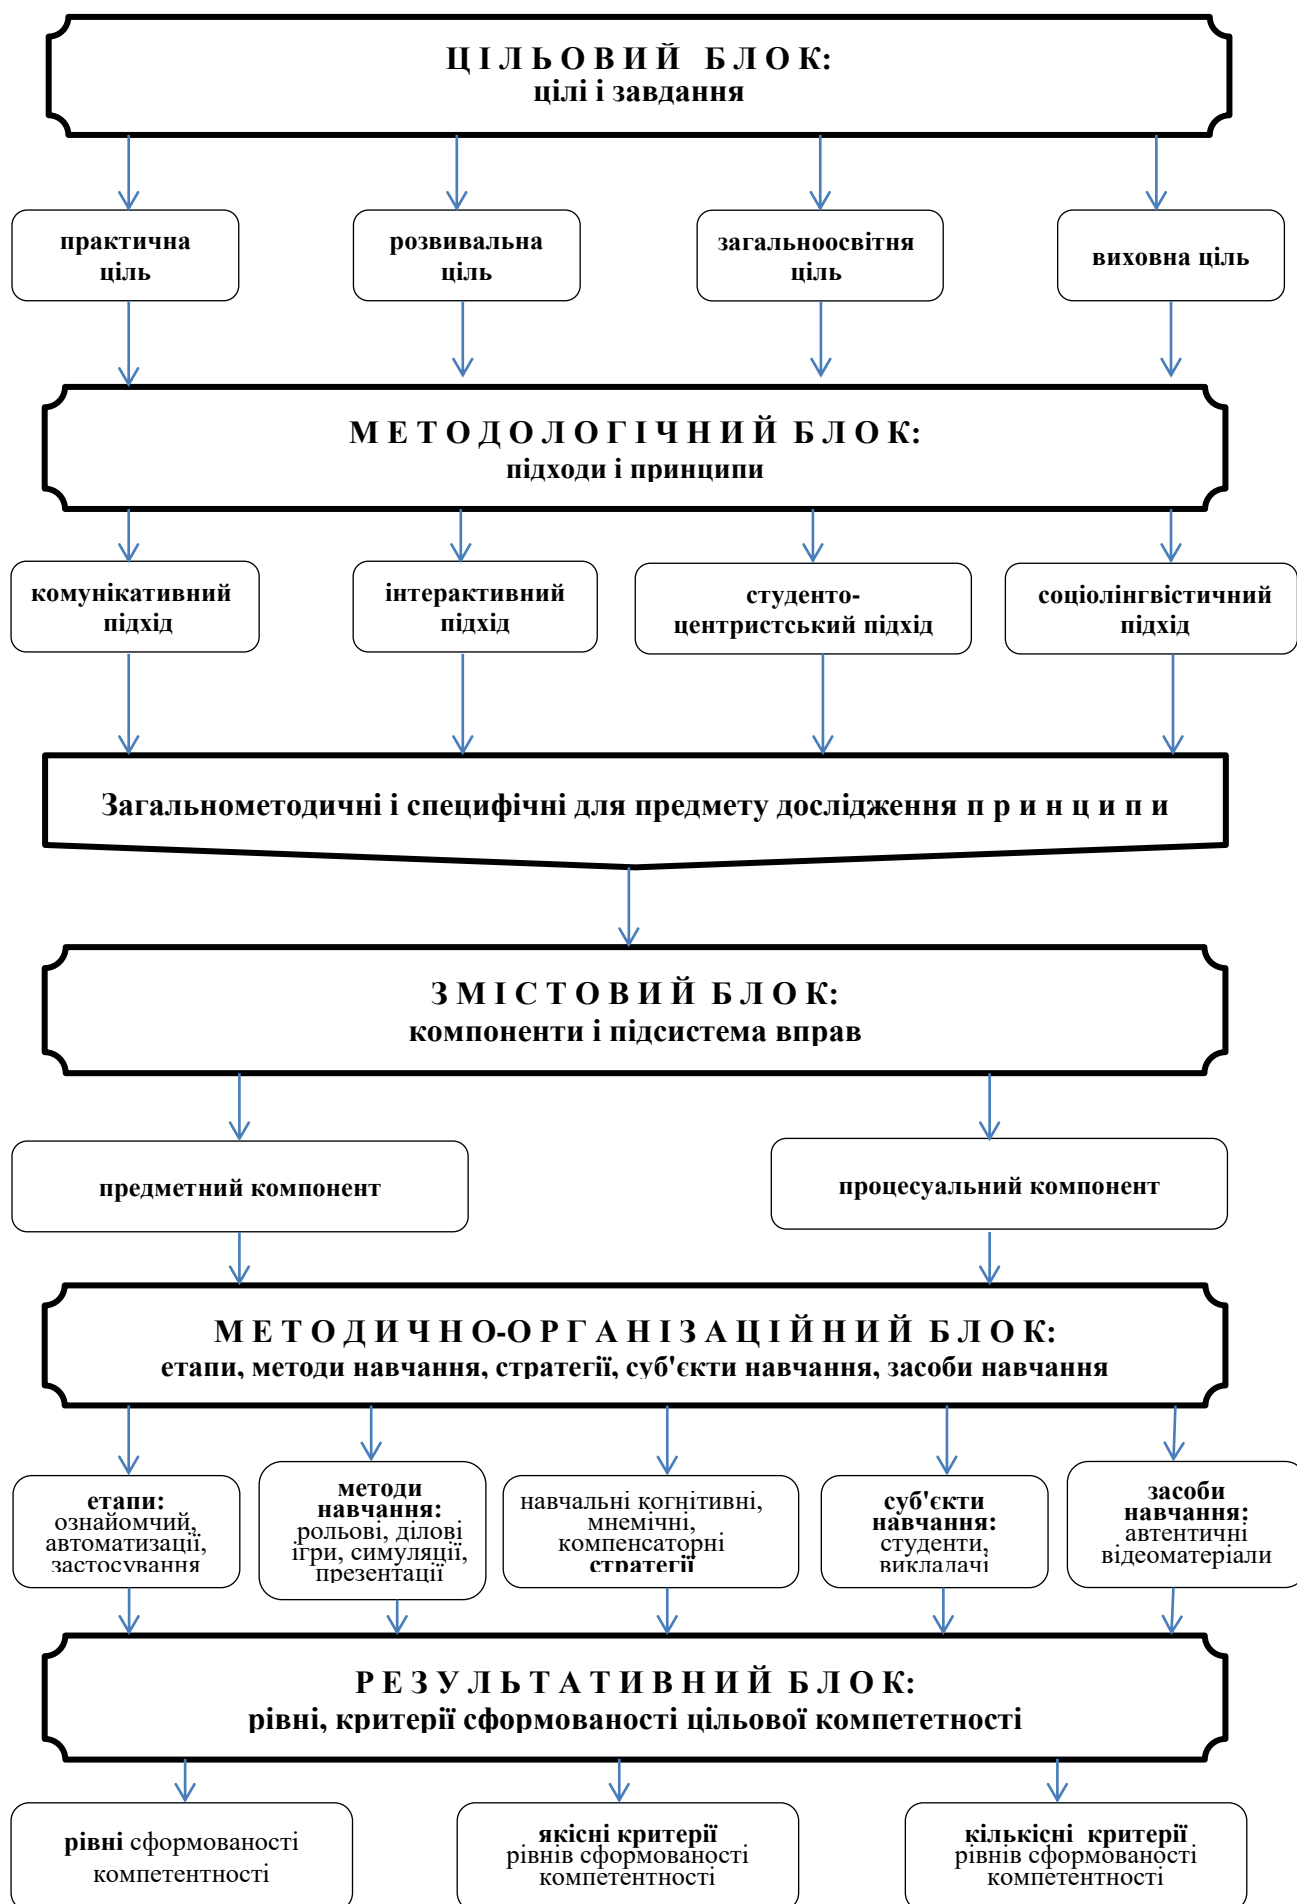 Ц І Л Ь О В И Й Б Л О К:
цілі і завдання
практична
ціль
розвивальна
ціль
загальноосвітня
ціль
виховна ціль
М Е Т О Д О Л О Г І Ч Н И Й Б Л О К:
підходи і принципи
комунікативний
підхід
інтерактивний
підхід
студенто-
центристський підхід
соціолінгвістичний
підхід
Загальнометодичні і специфічні для предмету дослідження п р и н ц и п и
З М І С Т О В И Й Б Л О К:
компоненти і підсистема вправ
предметний компонент
процесуальний компонент
М Е Т О Д И Ч Н О-О Р Г А Н І З А Ц І Й Н И Й Б Л О К:
етапи, методи навчання, стратегії, суб'єкти навчання, засоби навчання
етапи:
ознайомчий,
автоматизації,
застосування
методи
навчання:
рольові, ділові
ігри, симуляції,
презентації
навчальні когнітивні,
мнемічні,
компенсаторні
стратегії
суб'єкти
навчання:
студенти,
викладачі
засоби
навчання:
автентичні
відеоматеріали
Р Е З У Л Ь Т А Т И В Н И Й Б Л О К:
рівні, критерії сформованості цільової компететності
рівні сформованості
компетентності
якісні критерії
рівнів сформованості
компетентності
кількісні критерії
рівнів сформованості
компетентності